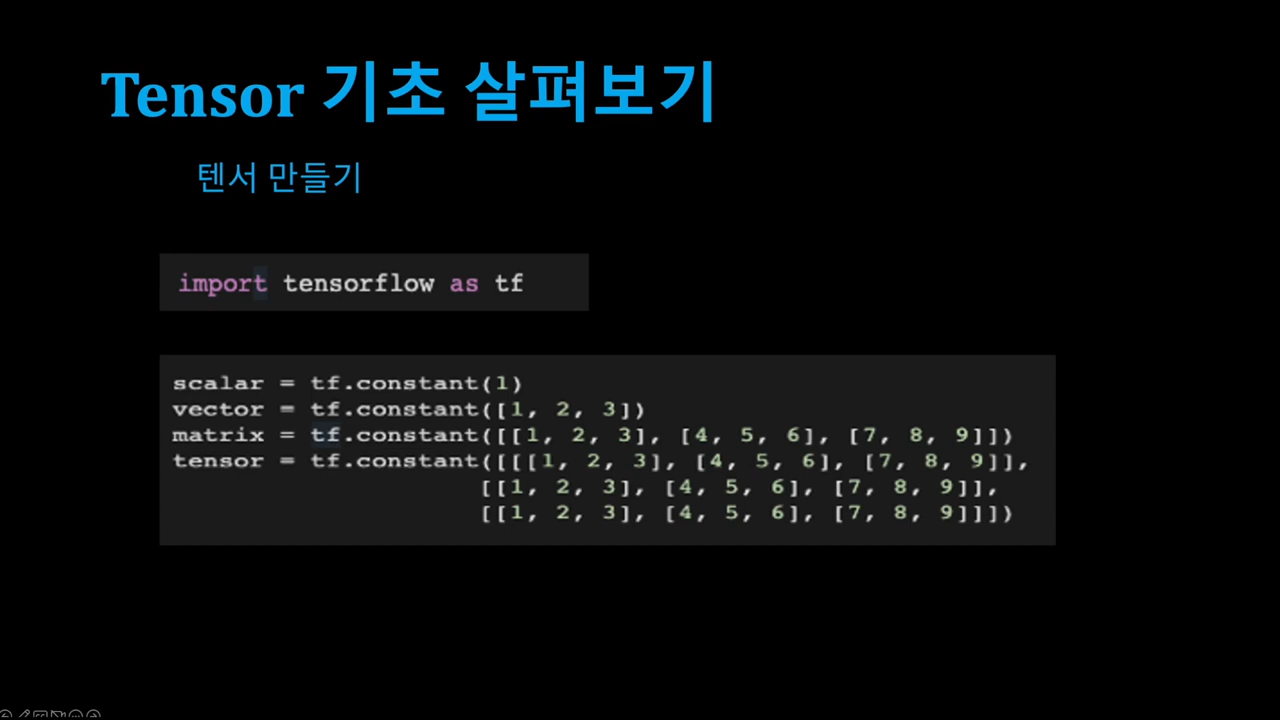 Tensor 기초 살펴보기
텐서 만들기
import tensorflow as tf
scalar = tf.constant(1)
vector = tf.constant([1, 2, 3])
matrix = tf.constant([[1, 2, 3], [4, 5, 6], [7, 8, 9]])
tensor = tf.constant([[[1, 2, 3], [4, 5, 6], [7, 8, 9]],
[[1, 2, 3], [4, 5, 6], [7, 8, 9]],
[[1, 2, 3], [4, 5, 6], [7, 8, 9]]])